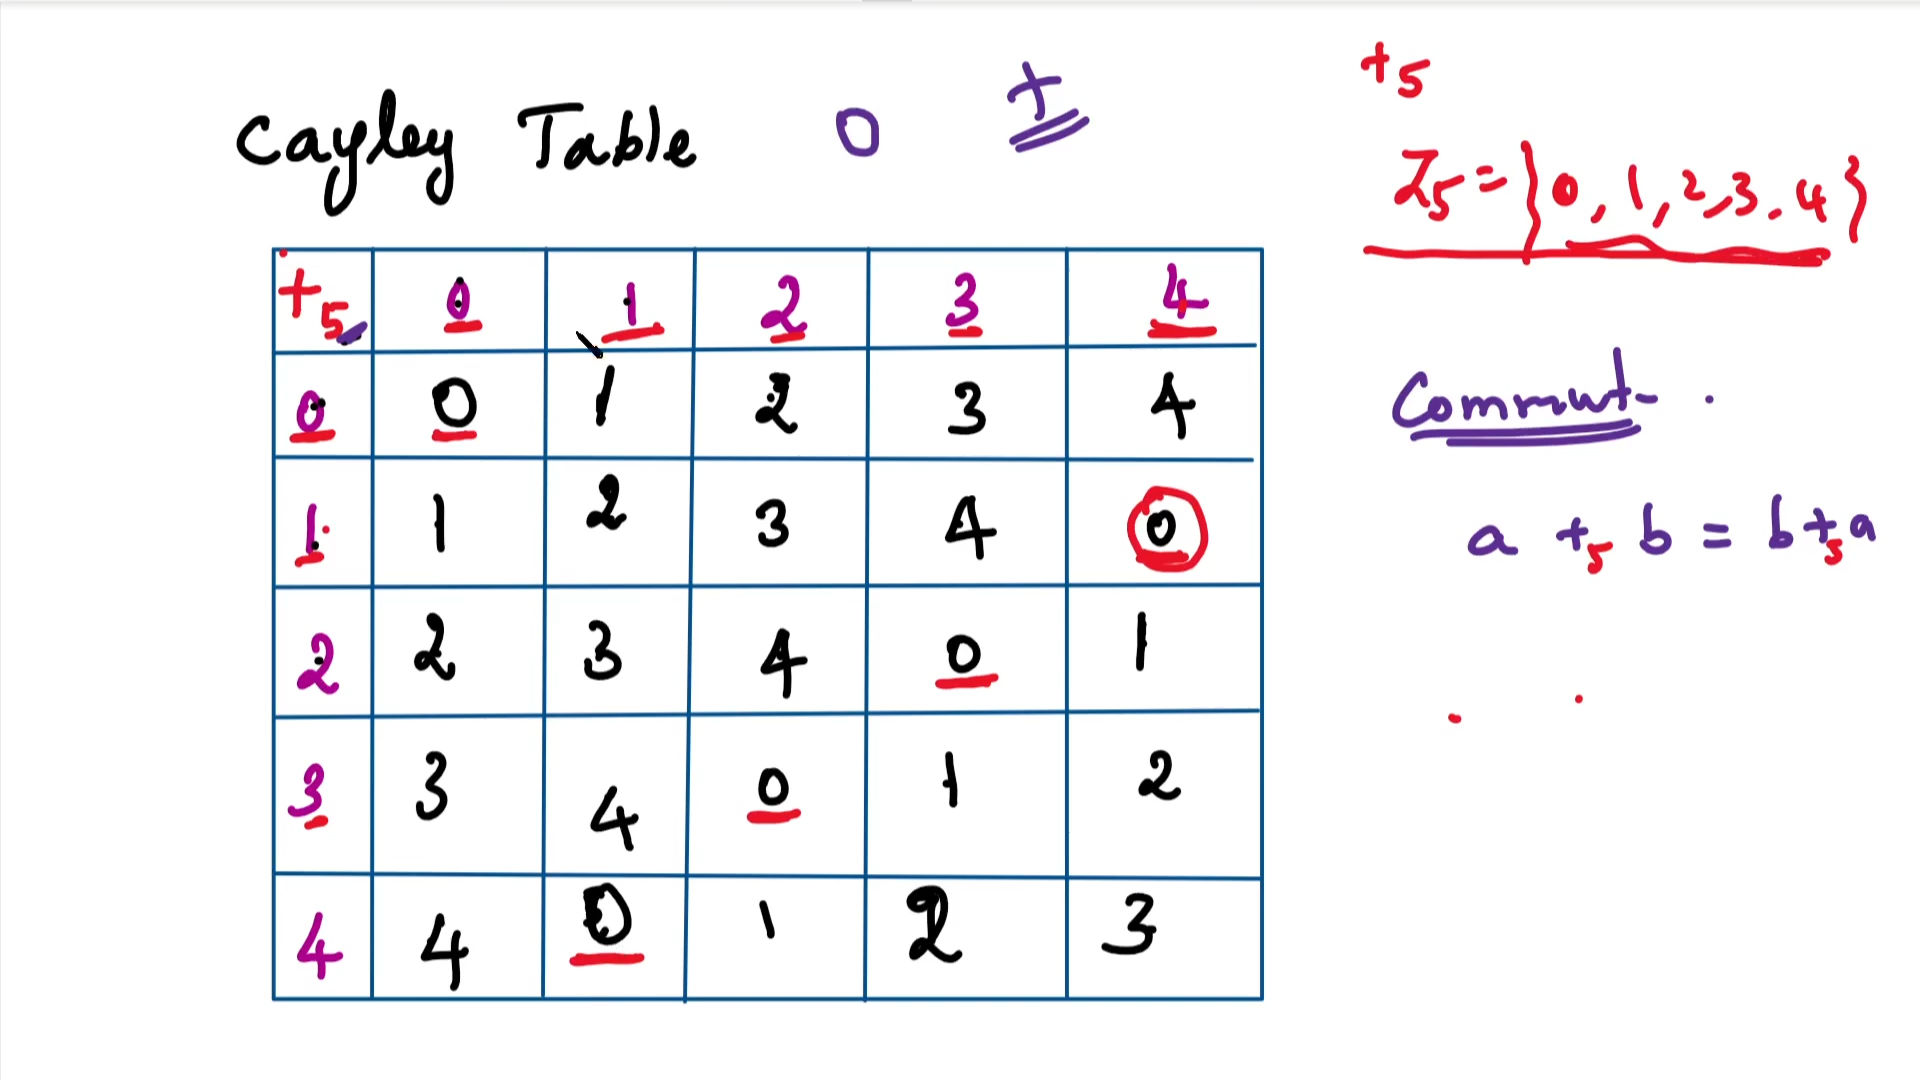 Cayley Table 0 +
+5
Z5 = {0, 1, 2, 3, 4}
+5 0 1 2 3 4
0 0 1 2 3 4
1 1 2 3 4 0
2 2 3 4 0 1
3 3 4 0 1 2
4 4 0 1 2 3
Commut- .
a +5 b = b +5 a